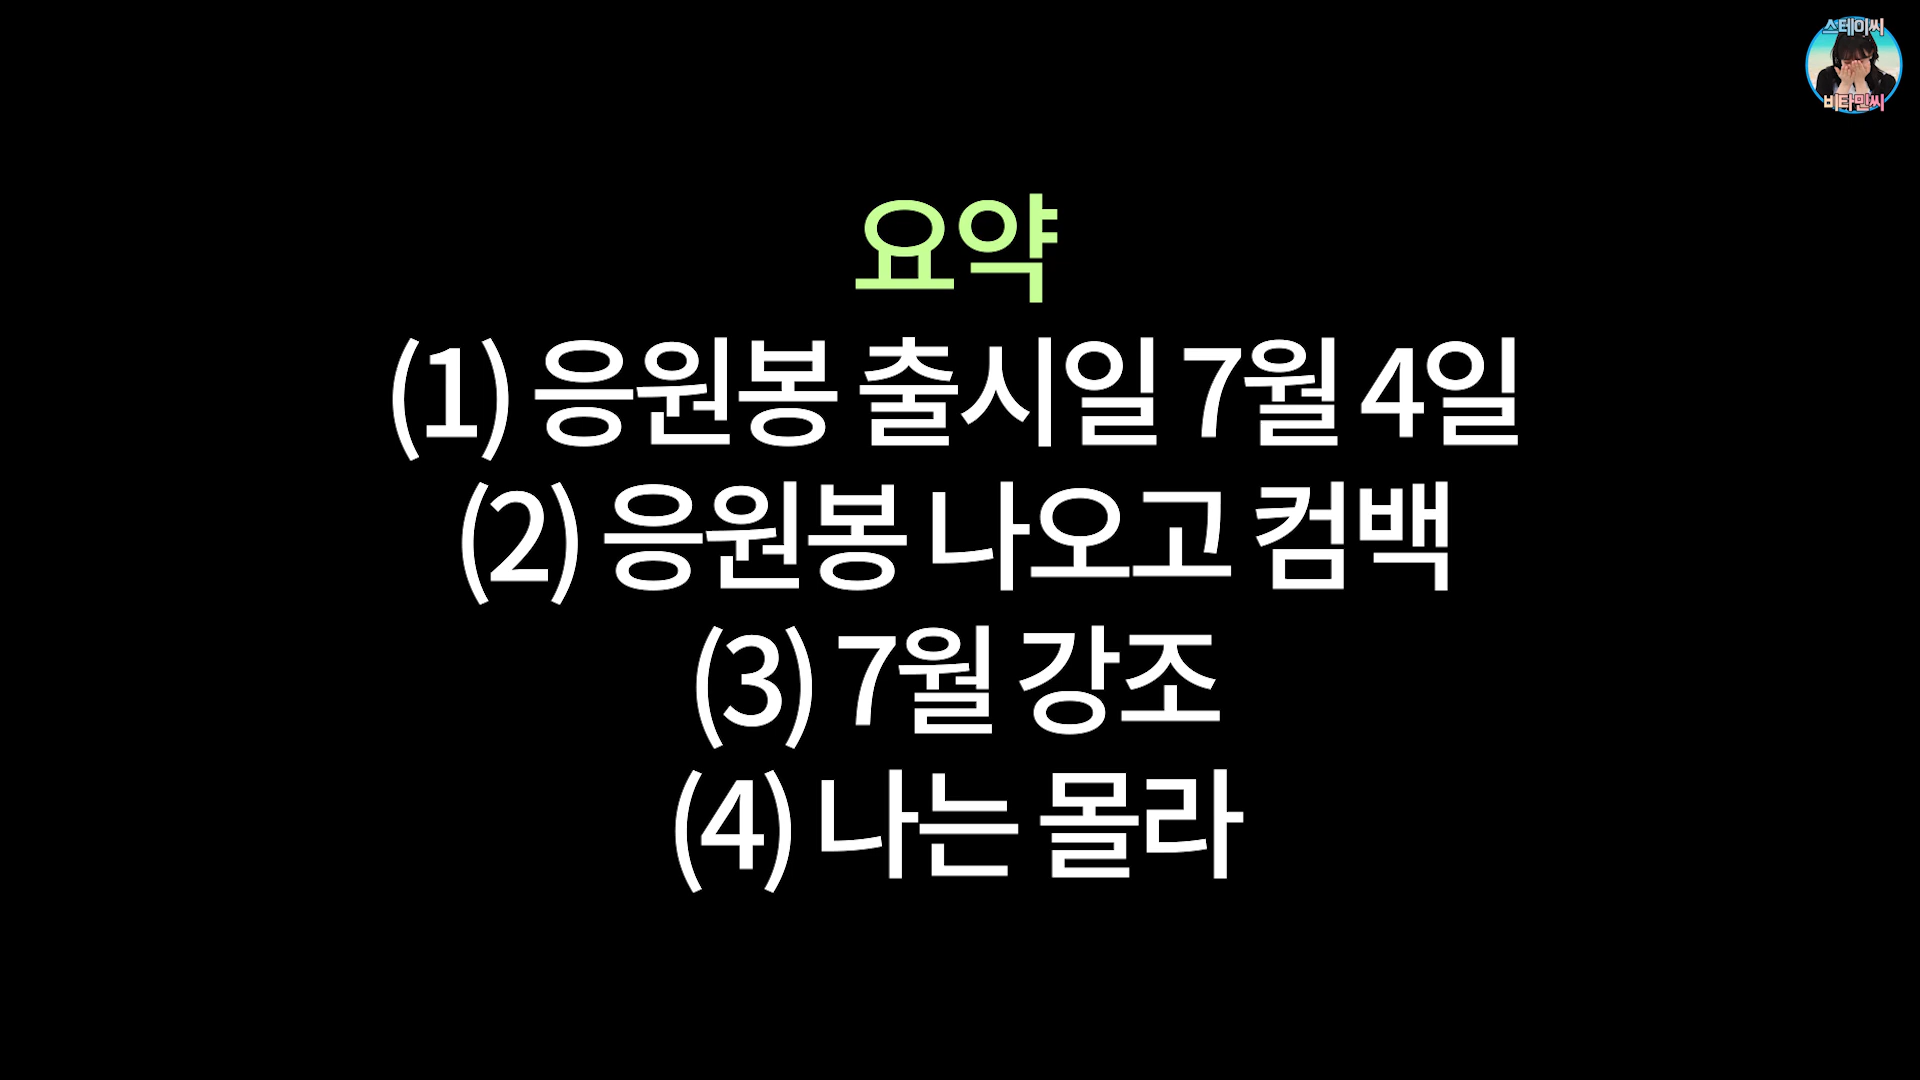 스테이씨
비타민씨
요약
(1) 응원봉 출시일 7월 4일
(2) 응원봉 나오고 컴백
(3) 7월 강조
(4) 나는 몰라